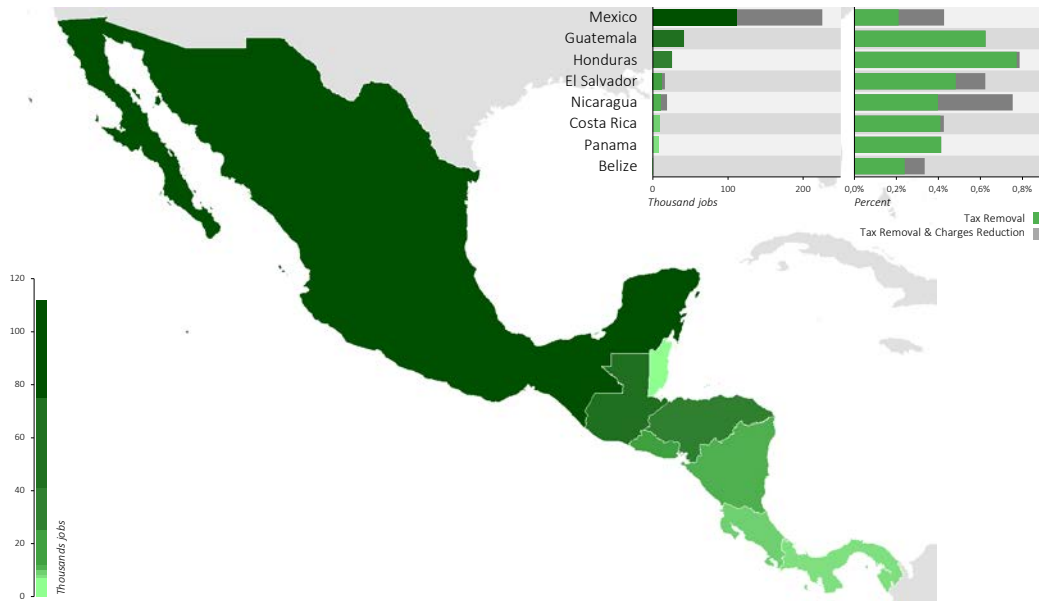 Mexico
Guatemala
Honduras
El Salvador
Nicaragua
Costa Rica
Panama
Belize
0 100 200
0,0% 0,2% 0,4% 0,6% 0,8%
Thousand jobs
Percent
Tax Removal
Tax Removal & Charges Reduction
120
100
80
60
40
20
0
Thousands jobs